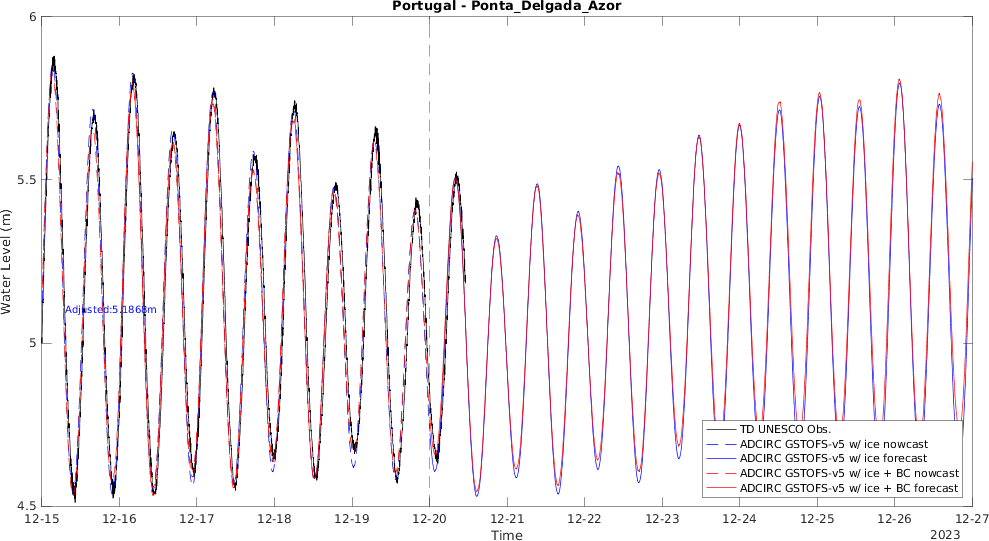 Portugal - Ponta_Delgada_Azor
6
5.5
5
4.5
Water Level (m)
Adjusted:5.1868m
TD UNESCO Obs.
ADCIRC GSTOFS-v5 w/ ice nowcast
ADCIRC GSTOFS-v5 w/ ice forecast
ADCIRC GSTOFS-v5 w/ ice + BC nowcast
ADCIRC GSTOFS-v5 w/ ice + BC forecast
12-15 12-16 12-17 12-18 12-19 12-20 12-21 12-22 12-23 12-24 12-25 12-26 12-27
Time
2023